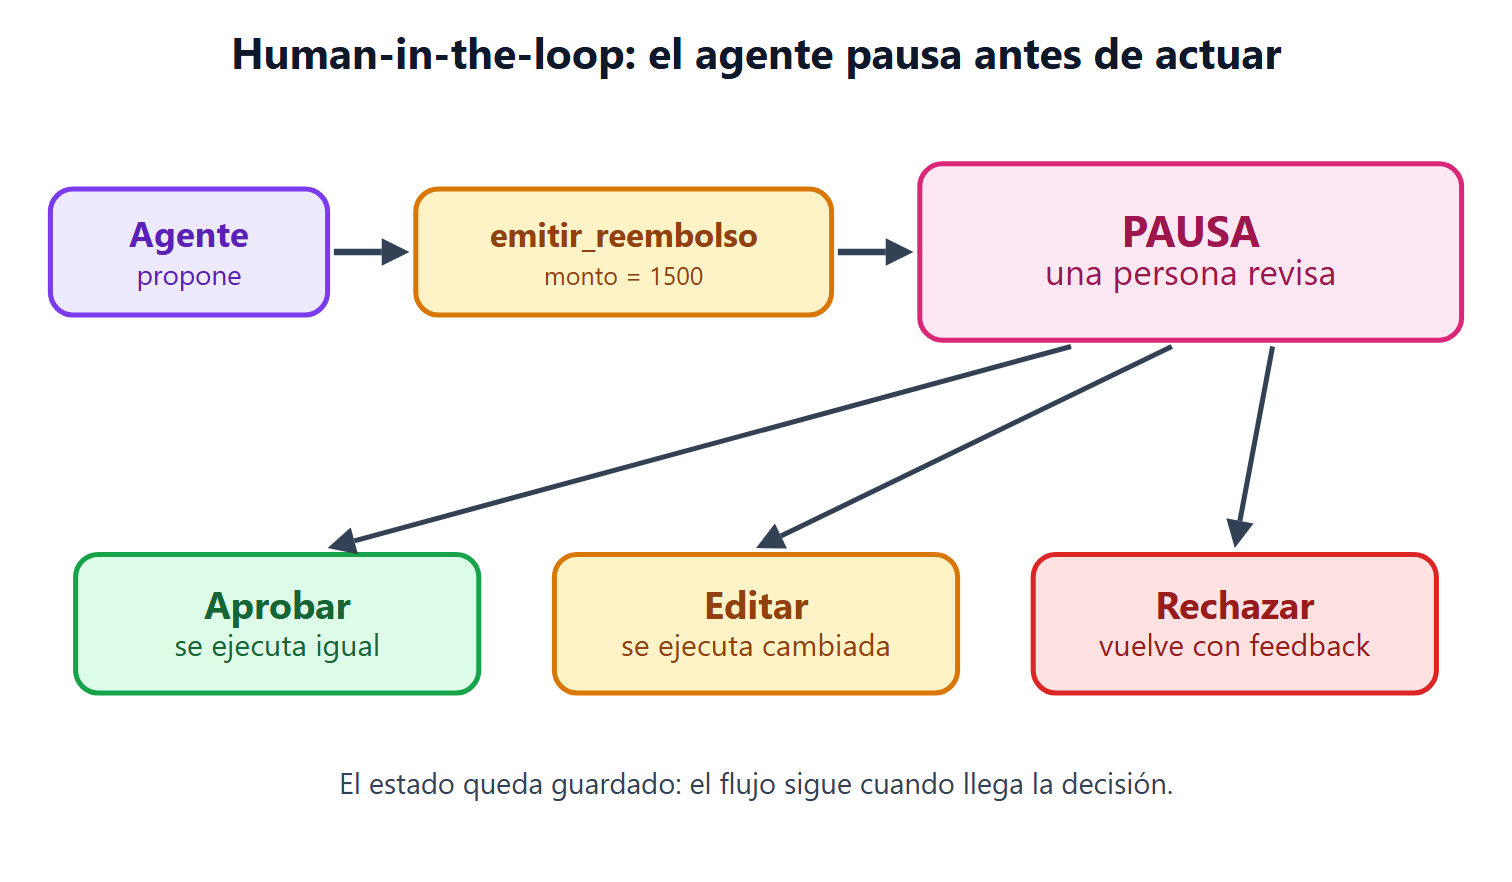 Human-in-the-loop: el agente pausa antes de actuar
Agente
propone
emitir_reembolso
monto = 1500
PAUSA
una persona revisa
Aprobar
se ejecuta igual
Editar
se ejecuta cambiada
Rechazar
vuelve con feedback
El estado queda guardado: el flujo sigue cuando llega la decisión.